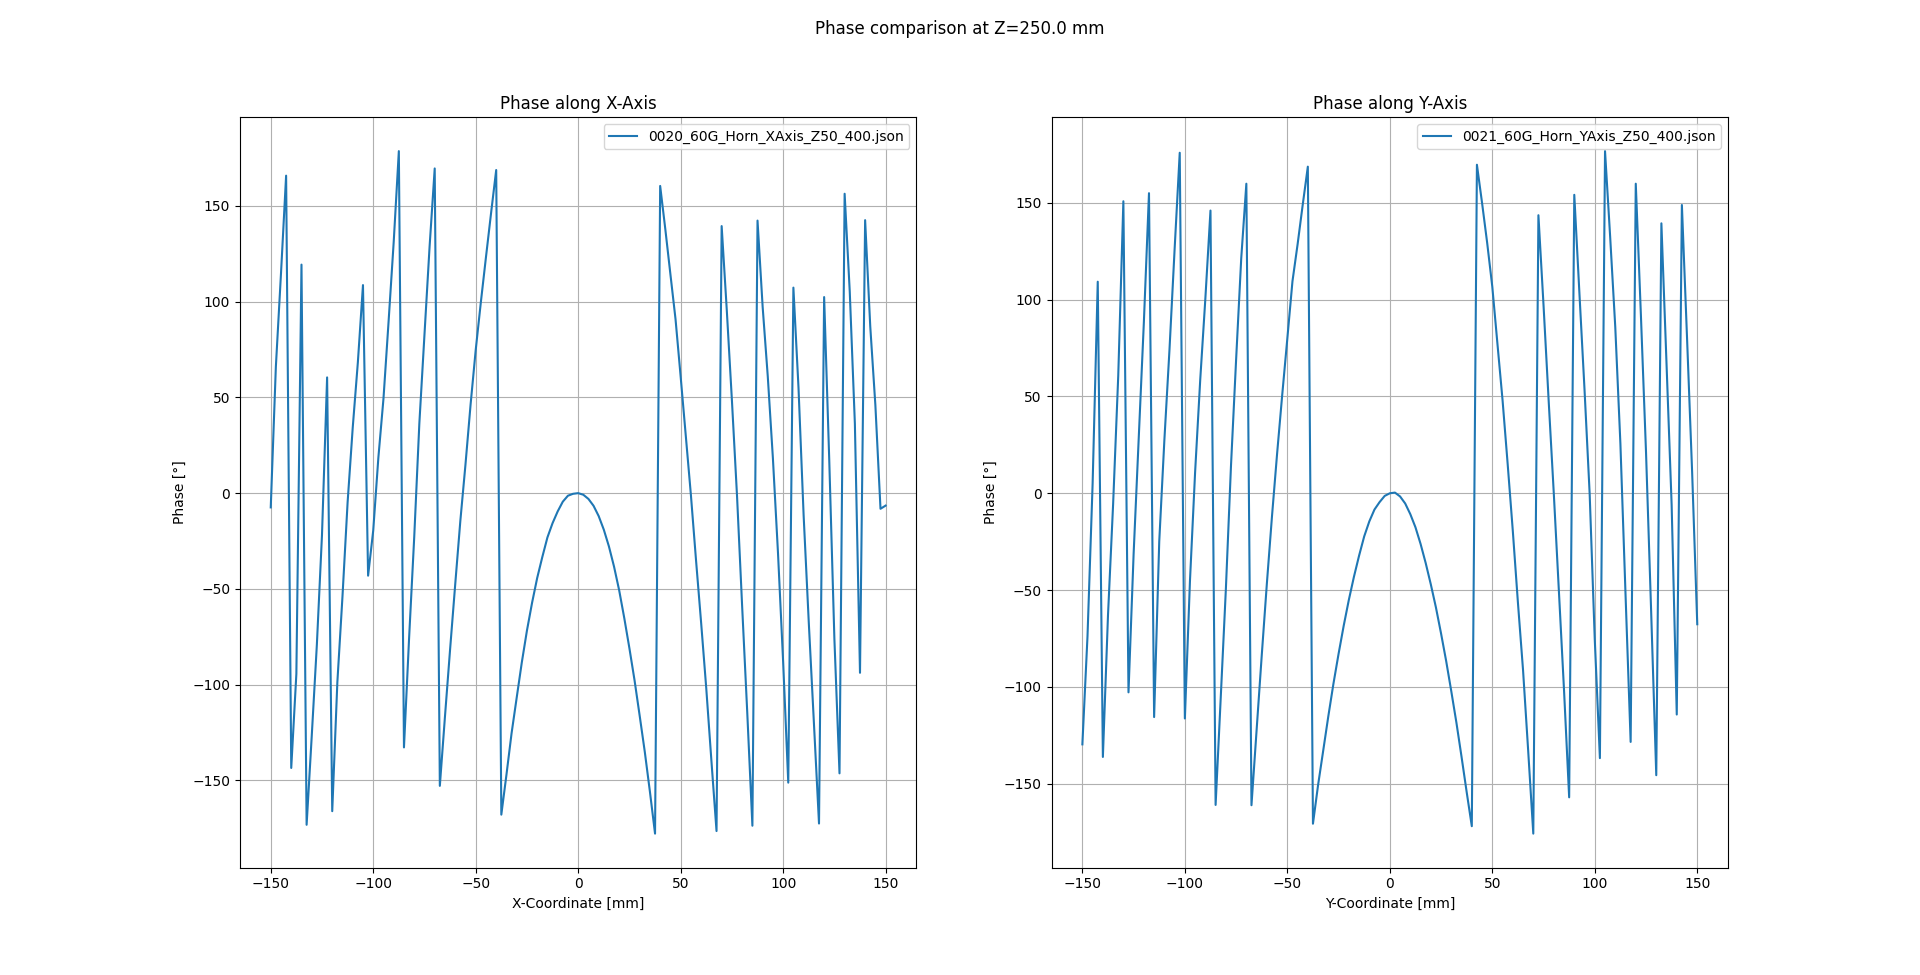 Phase comparison at Z=250.0 mm
Phase along X-Axis
0020_60G_Horn_XAxis_Z50_400.json
150
100
50
0
−50
−100
−150
Phase [°]
−150 −100 −50 0 50 100 150
X-Coordinate [mm]
Phase along Y-Axis
0021_60G_Horn_YAxis_Z50_400.json
150
100
50
0
−50
−100
−150
Phase [°]
−150 −100 −50 0 50 100 150
Y-Coordinate [mm]